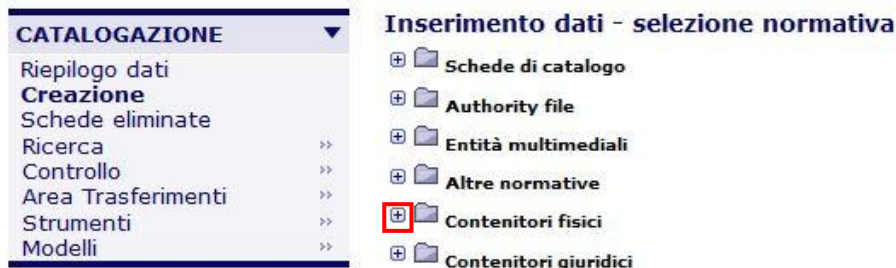 CATALOGAZIONE
Riepilogo dati
Creazione
Schede eliminate
Ricerca
Controllo
Area Trasferimenti
Strumenti
Modelli
Inserimento dati - selezione normativa
Schede di catalogo
Authority file
Entità multimediali
Altre normative
Contenitori fisici
Contenitori giuridici